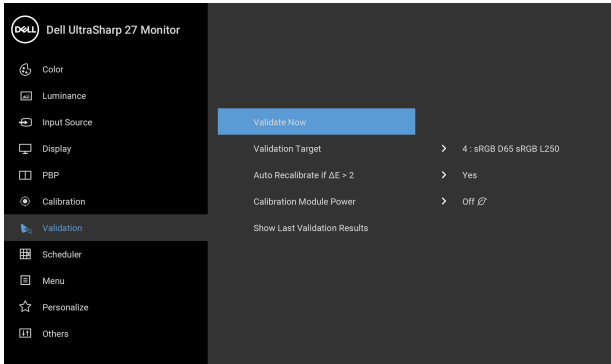 DELL Dell UltraSharp 27 Monitor
Color
Luminance
Input Source
Display
PBP
Calibration
Validation
Scheduler
Menu
Personalize
Others
Validate Now
Validation Target 4 : sRGB D65 sRGB L250
Auto Recalibrate if ΔE > 2 Yes
Calibration Module Power Off
Show Last Validation Results